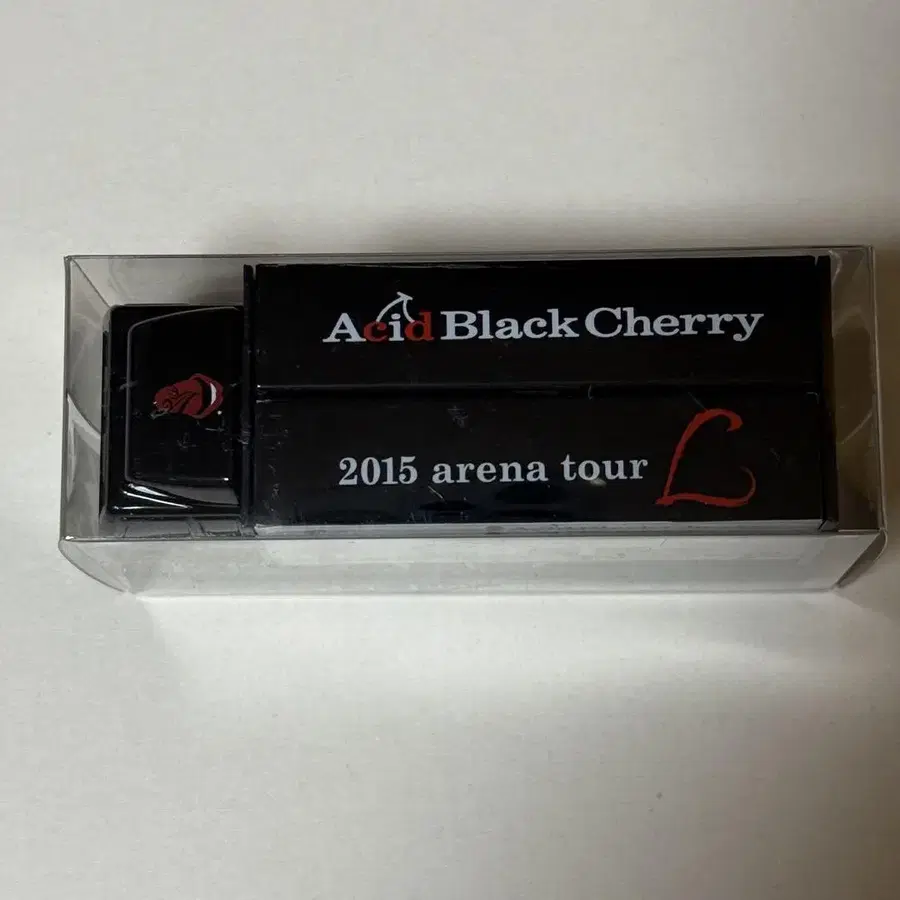 Acid Black Cherry
2015 arena tour L